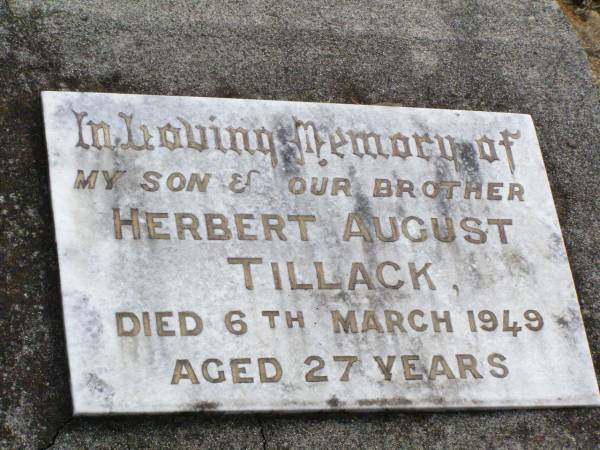 In Loving Memory of
MY SON & OUR BROTHER
HERBERT AUGUST
TILLACK,
DIED 6TH MARCH 1949
AGED 27 YEARS